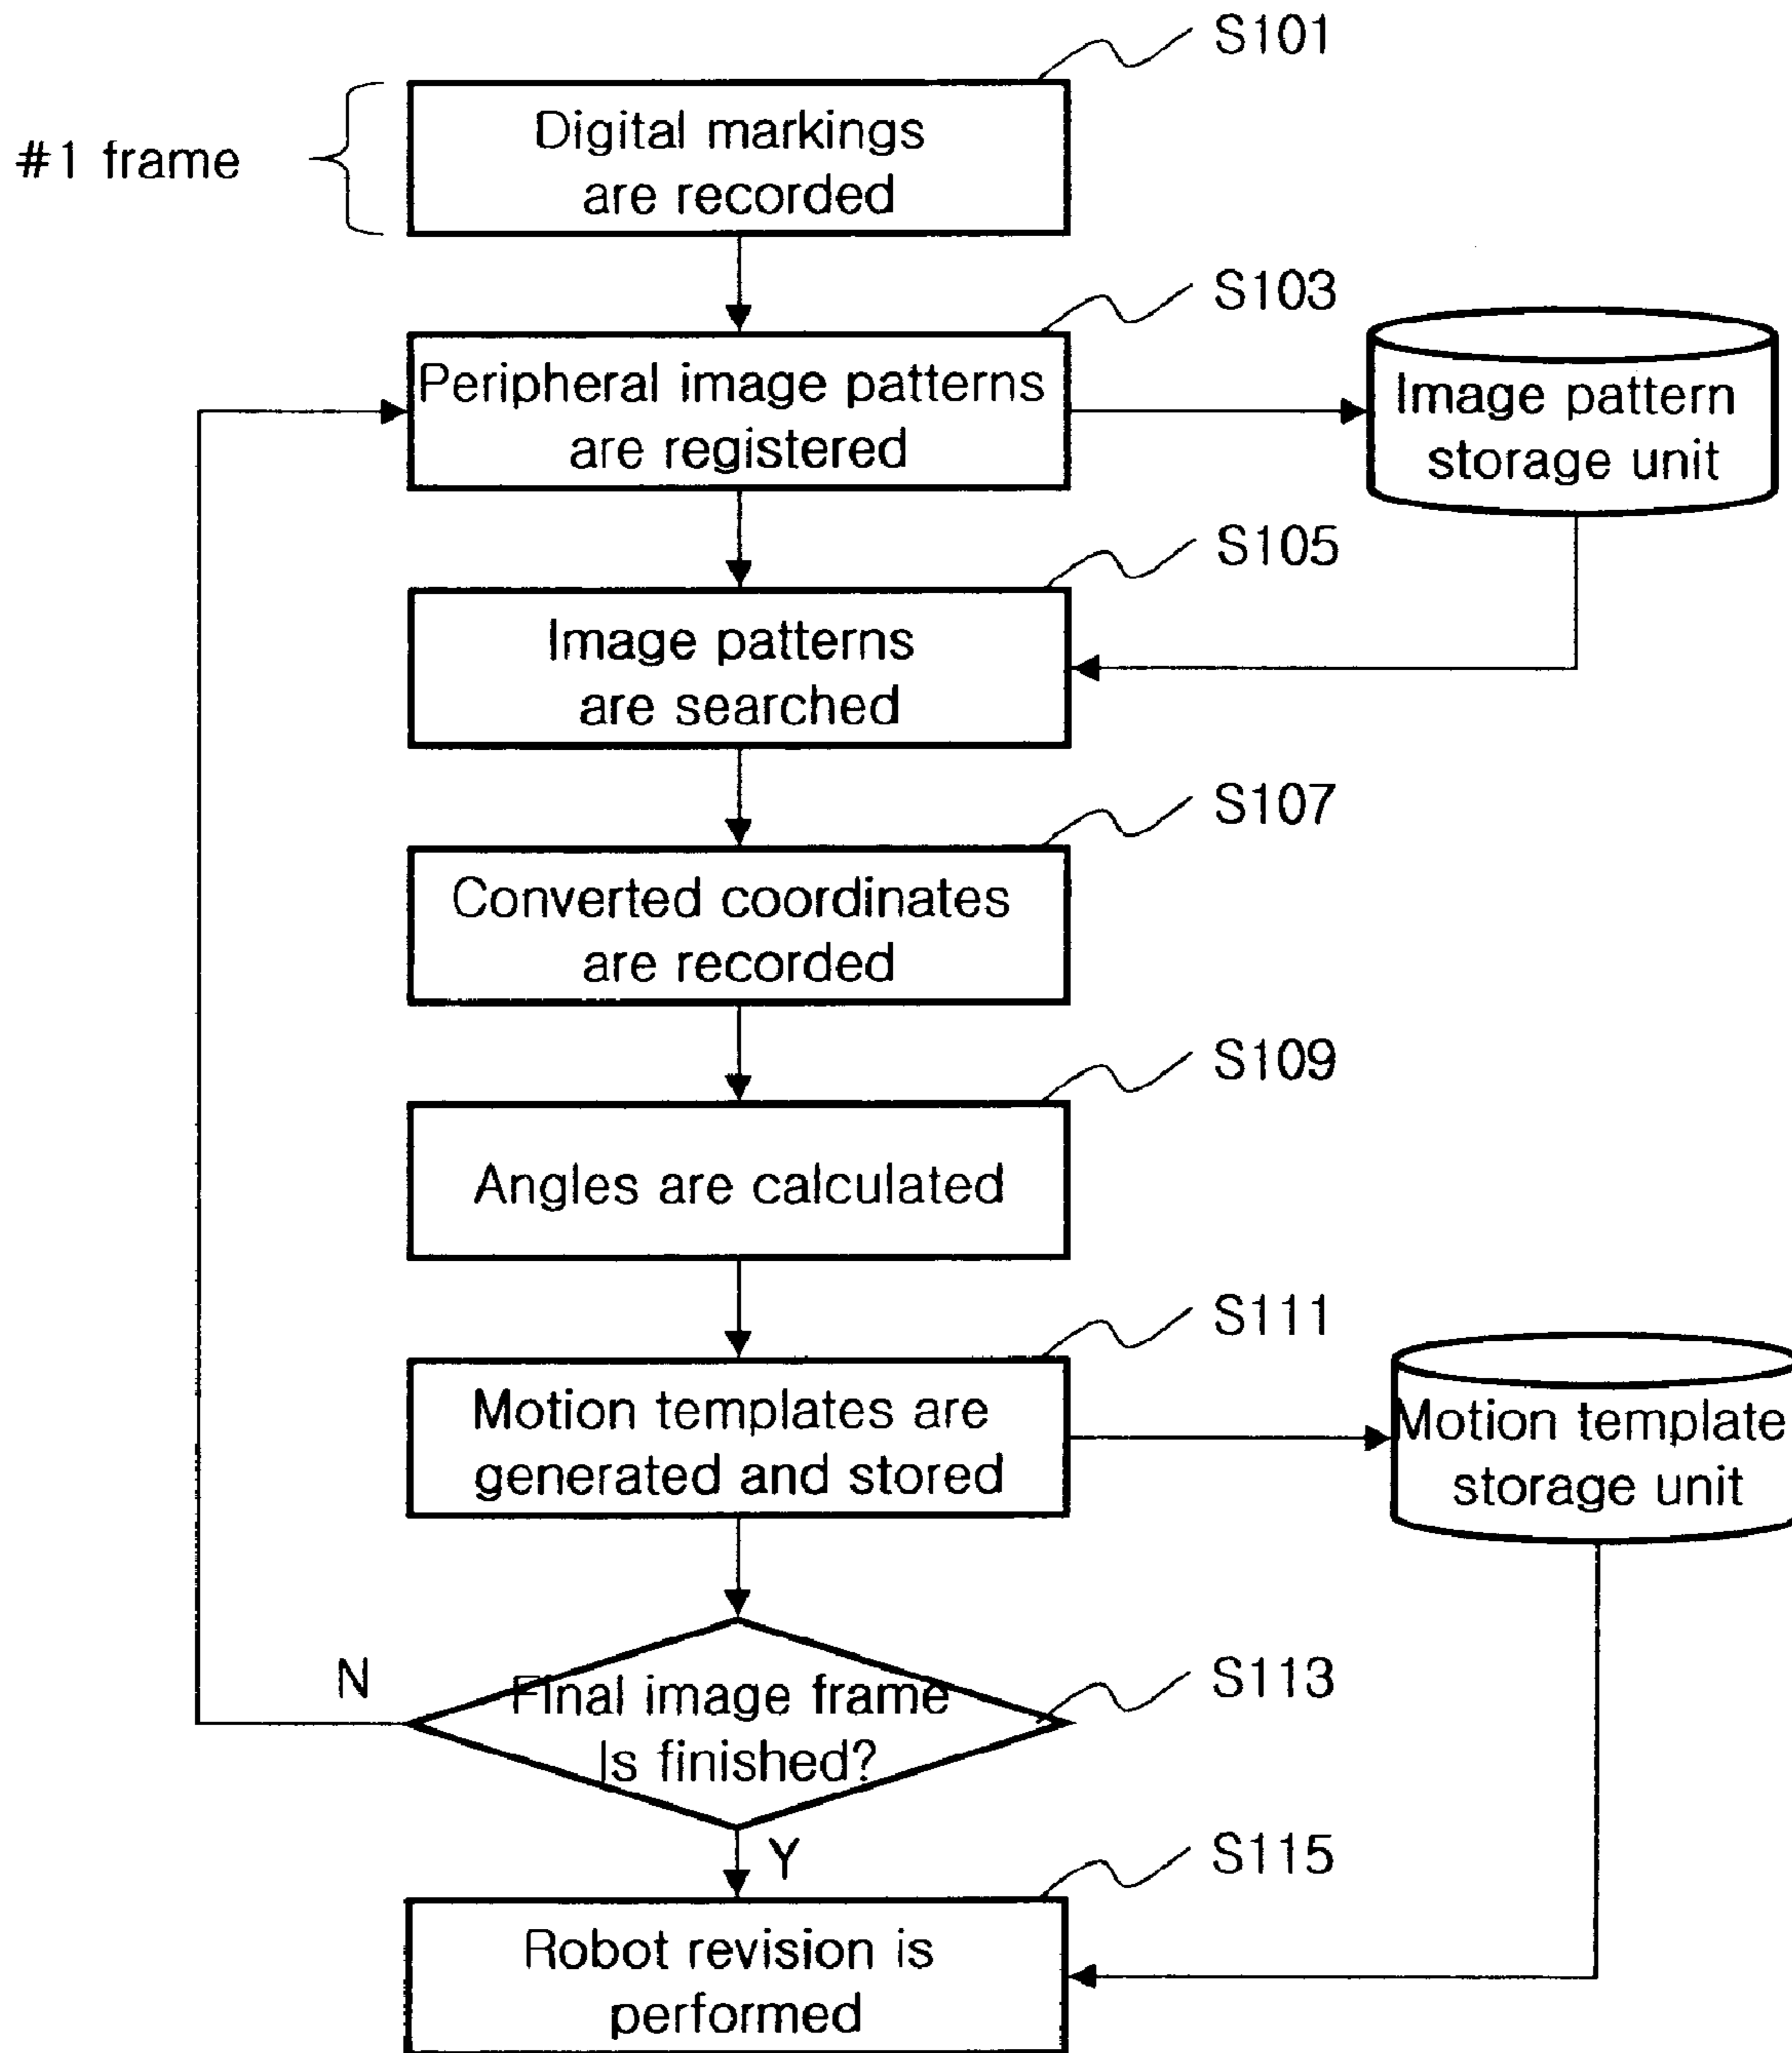 S101
#1 frame
Digital markings
are recorded
S103
Peripheral image patterns
are registered
Image pattern
storage unit
S105
Image patterns
are searched
S107
Converted coordinates
are recorded
S109
Angles are calculated
S111
Motion templates are
generated and stored
Motion template
storage unit
N
S113
Final image frame
Is finished?
Y
S115
Robot revision is
performed